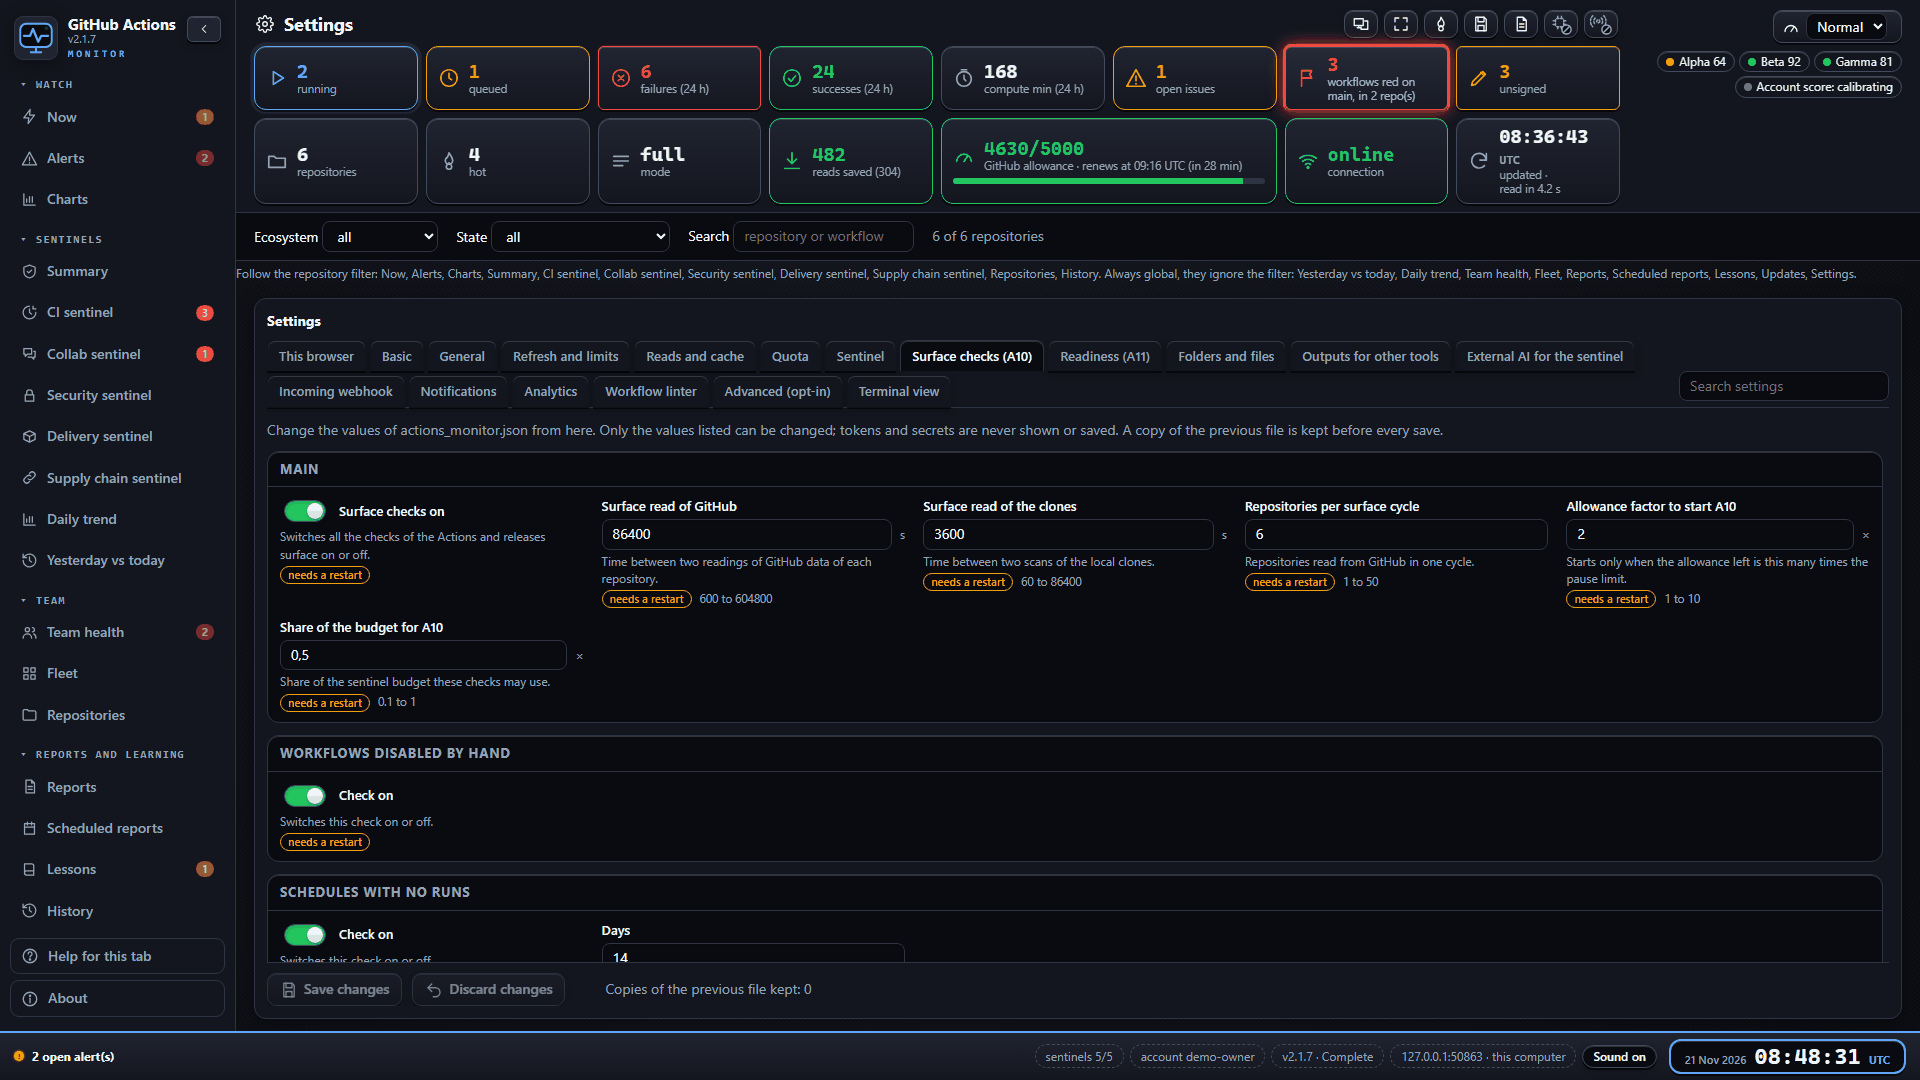 GitHub Actions
v2.1.7
MONITOR
WATCH
Now 1
Alerts 2
Charts
SENTINELS
Summary
CI sentinel 3
Collab sentinel 1
Security sentinel
Delivery sentinel
Supply chain sentinel
Daily trend
Yesterday vs today
TEAM
Team health 2
Fleet
Repositories
REPORTS AND LEARNING
Reports
Scheduled reports
Lessons 1
History
Help for this tab
About
Settings
Normal
2
running
1
queued
6
failures (24 h)
24
successes (24 h)
168
compute min (24 h)
1
open issues
3
workflows red on
main, in 2 repo(s)
3
unsigned
Alpha 64
Beta 92
Gamma 81
Account score: calibrating
6
repositories
4
hot
full
mode
482
reads saved (304)
4630/5000
GitHub allowance · renews at 09:16 UTC (in 28 min)
online
connection
08:36:43
UTC
updated ·
read in 4.2 s
Ecosystem all State all Search repository or workflow 6 of 6 repositories
Follow the repository filter: Now, Alerts, Charts, Summary, CI sentinel, Collab sentinel, Security sentinel, Delivery sentinel, Supply chain sentinel, Repositories, History. Always global, they ignore the filter: Yesterday vs today, Daily trend, Team health, Fleet, Reports, Scheduled reports, Lessons, Updates, Settings.
Settings
This browser Basic General Refresh and limits Reads and cache Quota Sentinel Surface checks (A10) Readiness (A11) Folders and files Outputs for other tools External AI for the sentinel
Incoming webhook Notifications Analytics Workflow linter Advanced (opt-in) Terminal view
Search settings
Change the values of actions_monitor.json from here. Only the values listed can be changed; tokens and secrets are never shown or saved. A copy of the previous file is kept before every save.
MAIN
Surface checks on
Switches all the checks of the Actions and releases
surface on or off.
needs a restart
Surface read of GitHub
86400 s
Time between two readings of GitHub data of each
repository.
needs a restart 600 to 604800
Surface read of the clones
3600 s
Time between two scans of the local clones.
needs a restart 60 to 86400
Repositories per surface cycle
6
Repositories read from GitHub in one cycle.
needs a restart 1 to 50
Allowance factor to start A10
2 ×
Starts only when the allowance left is this many times the
pause limit.
needs a restart 1 to 10
Share of the budget for A10
0,5 ×
Share of the sentinel budget these checks may use.
needs a restart 0.1 to 1
WORKFLOWS DISABLED BY HAND
Check on
Switches this check on or off.
needs a restart
SCHEDULES WITH NO RUNS
Check on
Switches this check on or off.
Days
14
Save changes
Discard changes
Copies of the previous file kept: 0
2 open alert(s)
sentinels 5/5
account demo-owner
v2.1.7 · Complete
127.0.0.1:50863 · this computer
Sound on
21 Nov 2026 08:48:31 UTC